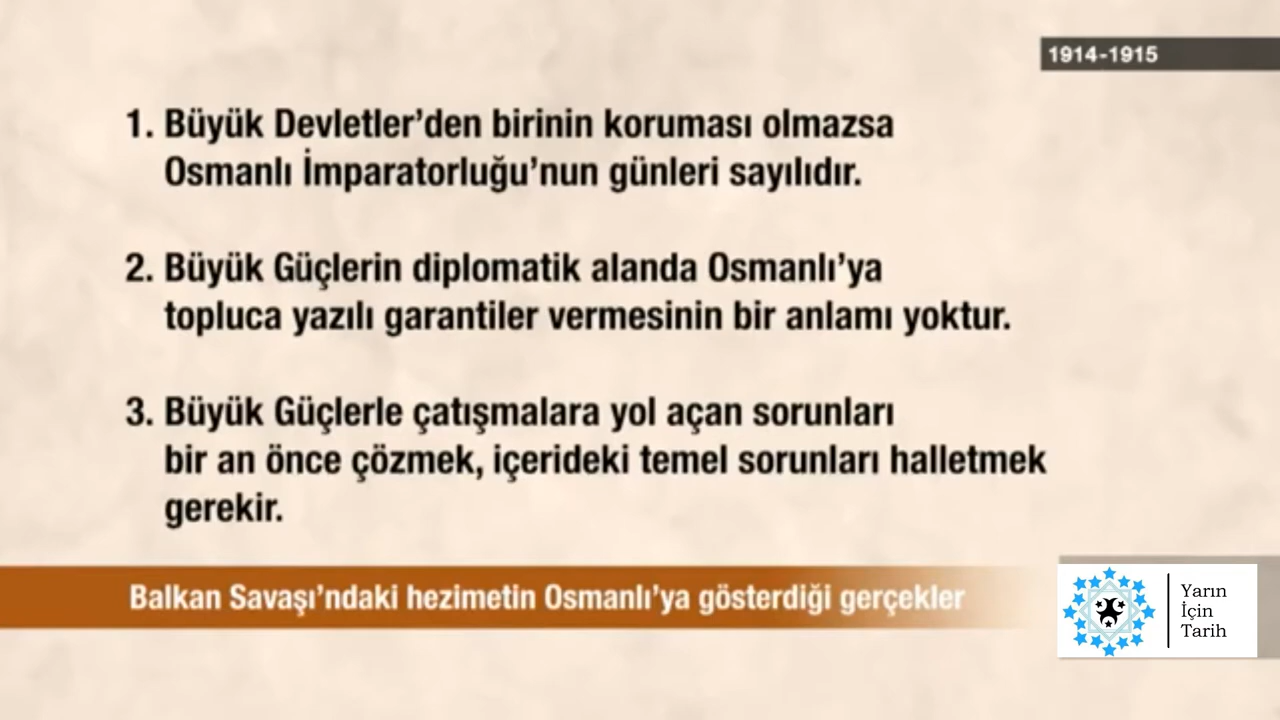 1914-1915
1. Büyük Devletler’den birinin koruması olmazsa
Osmanlı İmparatorluğu’nun günleri sayılıdır.
2. Büyük Güçlerin diplomatik alanda Osmanlı’ya
topluca yazılı garantiler vermesinin bir anlamı yoktur.
3. Büyük Güçlerle çatışmalara yol açan sorunları
bir an önce çözmek, içerideki temel sorunları halletmek
gerekir.
Balkan Savaşı’ndaki hezimetin Osmanlı’ya gösterdiği gerçekler
Yarın
İçin
Tarih